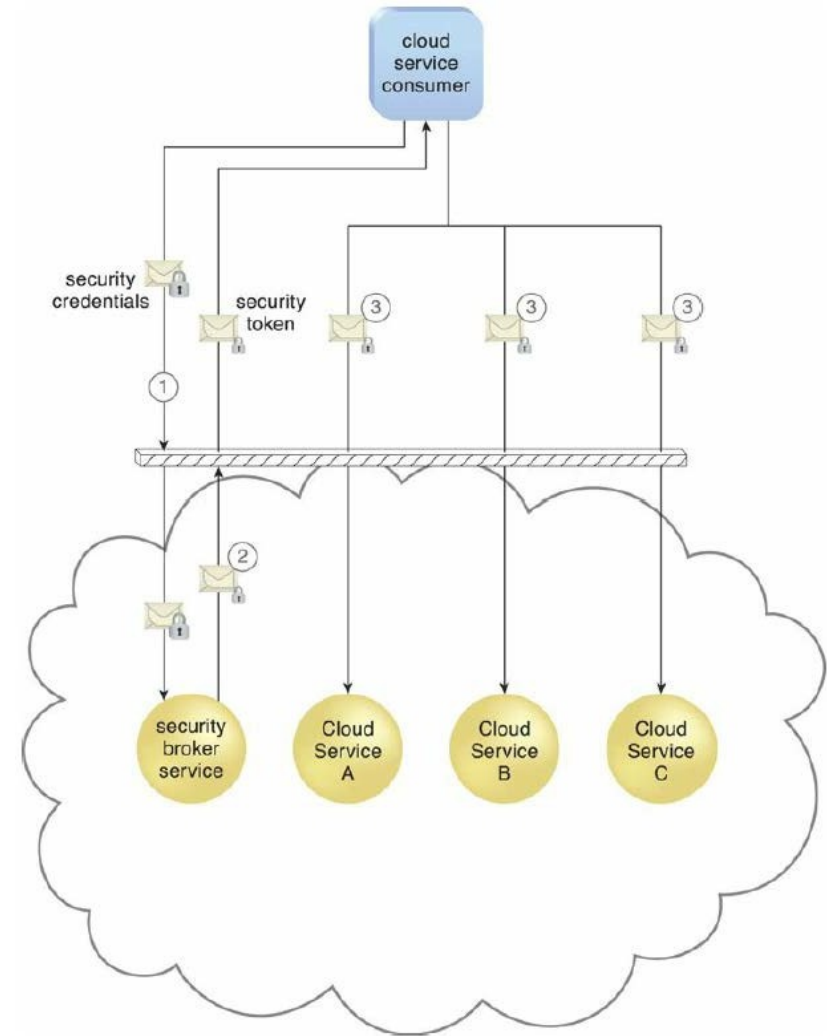 cloud
service
consumer
security
credentials
security
token
3
3
3
1
2
security
broker
service
Cloud
Service
A
Cloud
Service
B
Cloud
Service
C